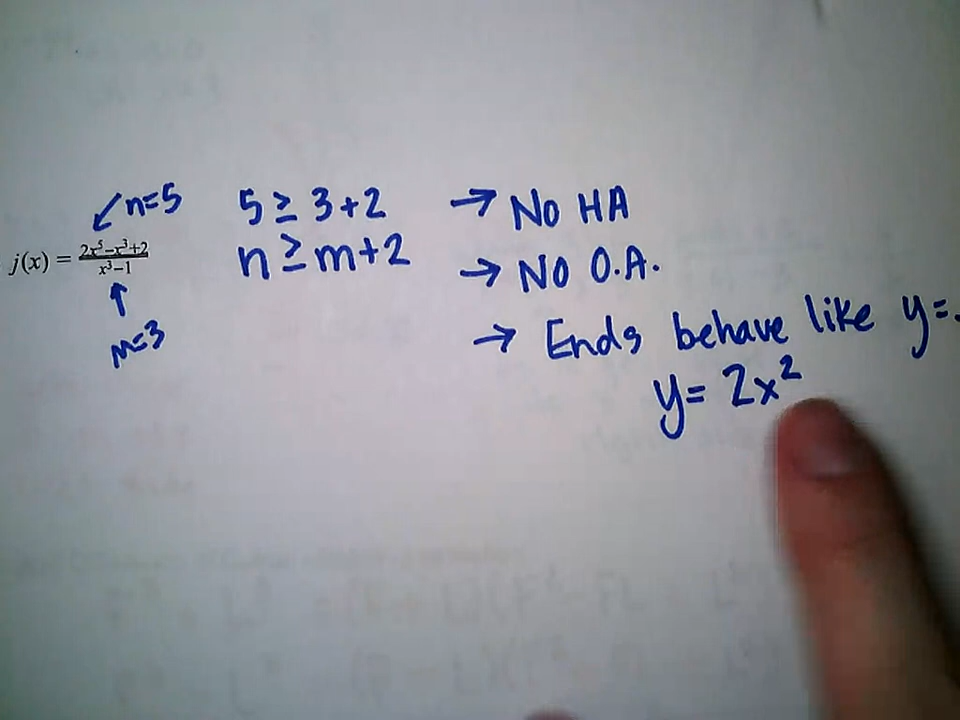 n=5
j(x) = 2x⁵-x³+2 / x³-1
m=3
5 ≥ 3+2
n ≥ m+2
→ NO HA
→ NO O.A.
→ Ends behave like y=.
y= 2x²